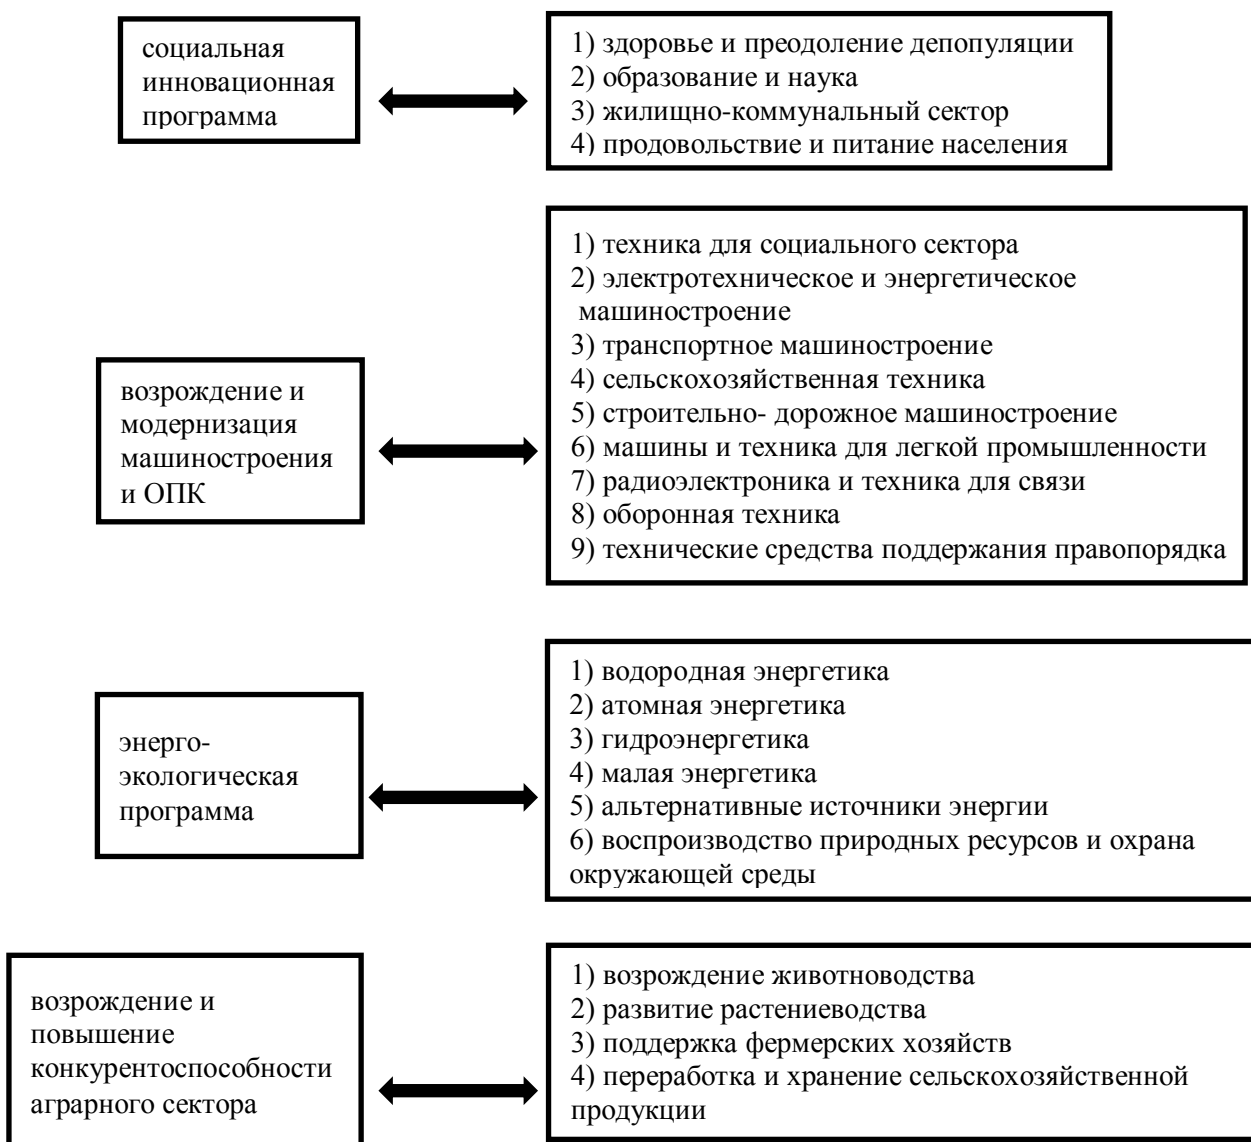 социальная
инновационная
программа
1) здоровье и преодоление депопуляции
2) образование и наука
3) жилищно-коммунальный сектор
4) продовольствие и питание населения
возрождение и
модернизация
машиностроения
и ОПК
1) техника для социального сектора
2) электротехническое и энергетическое
машиностроение
3) транспортное машиностроение
4) сельскохозяйственная техника
5) строительно- дорожное машиностроение
6) машины и техника для легкой промышленности
7) радиоэлектроника и техника для связи
8) оборонная техника
9) технические средства поддержания правопорядка
энерго-
экологическая
программа
1) водородная энергетика
2) атомная энергетика
3) гидроэнергетика
4) малая энергетика
5) альтернативные источники энергии
6) воспроизводство природных ресурсов и охрана
окружающей среды
возрождение и
повышение
конкурентоспособности
аграрного сектора
1) возрождение животноводства
2) развитие растениеводства
3) поддержка фермерских хозяйств
4) переработка и хранение сельскохозяйственной
продукции